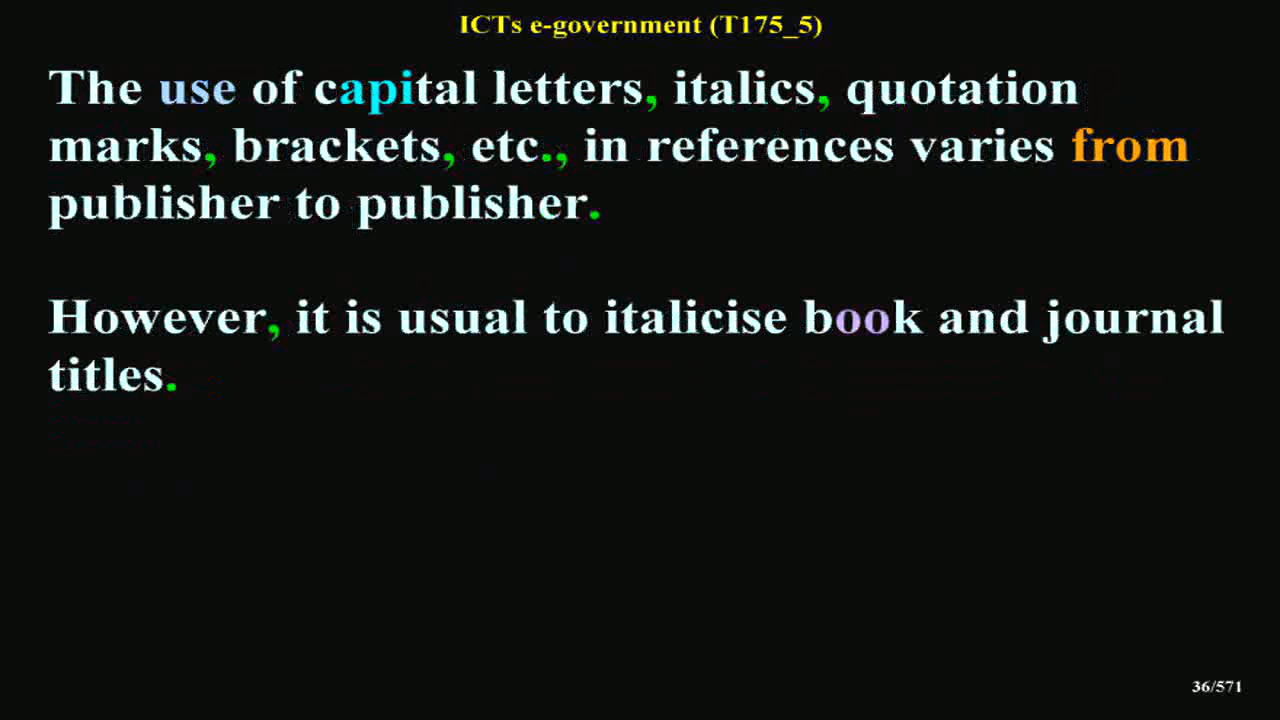 ICTs e-government (T175_5)
The use of capital letters, italics, quotation
marks, brackets, etc., in references varies from
publisher to publisher.
However, it is usual to italicise book and journal
titles.
36/571